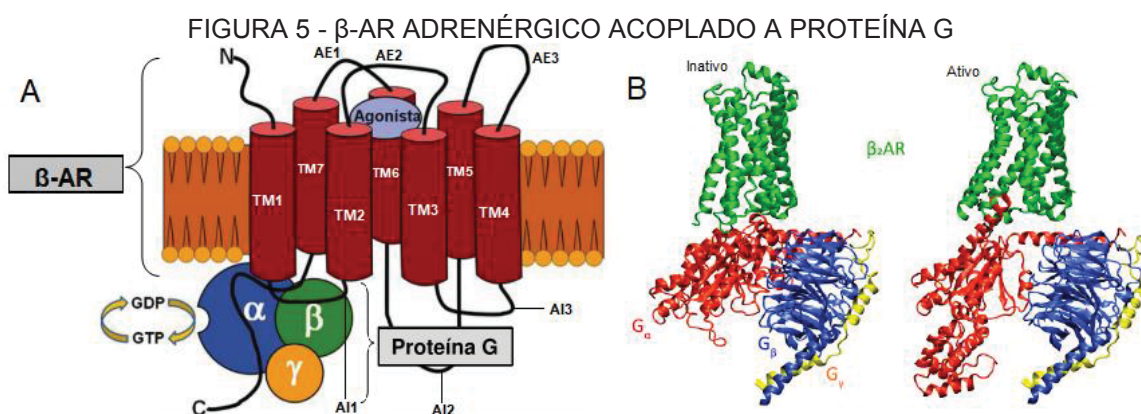 FIGURA 5 - β-AR ADRENÉRGICO ACOPLADO A PROTEÍNA G
A
N
AE1
AE2
AE3
Agonista
ß-AR
TM1
TM7
TM2
TM6
TM3
TM5
TM4
GDP
GTP
α
β
γ
Proteína G
C
AI1
AI2
AI3
B
Inativo
Ativo
β₂AR
Gα
Gβ
Gγ